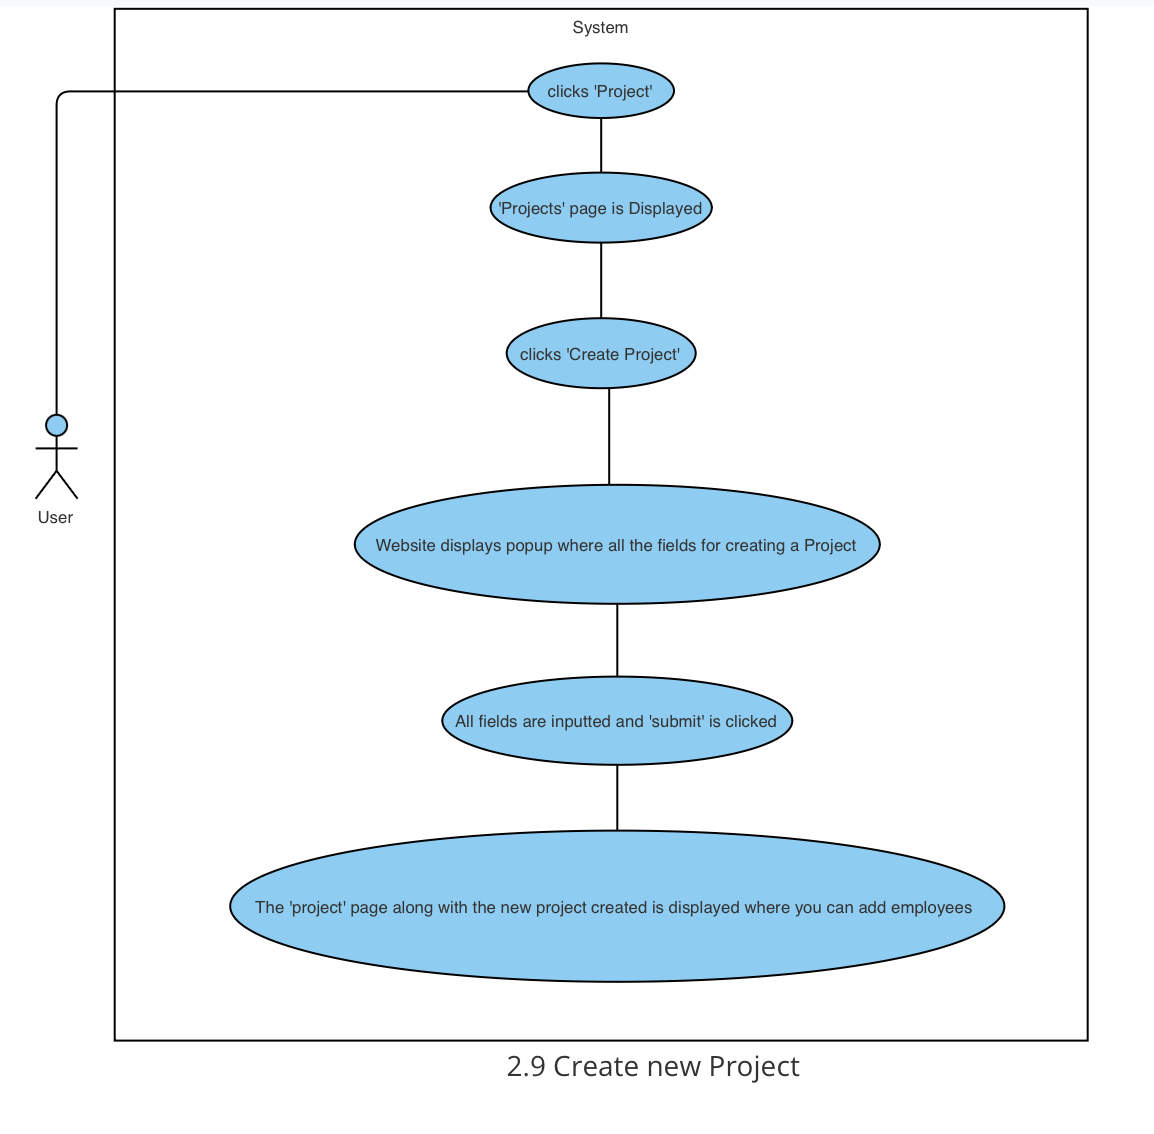 System
clicks 'Project'
'Projects' page is Displayed
clicks 'Create Project'
User
Website displays popup where all the fields for creating a Project
All fields are inputted and 'submit' is clicked
The 'project' page along with the new project created is displayed where you can add employees
2.9 Create new Project